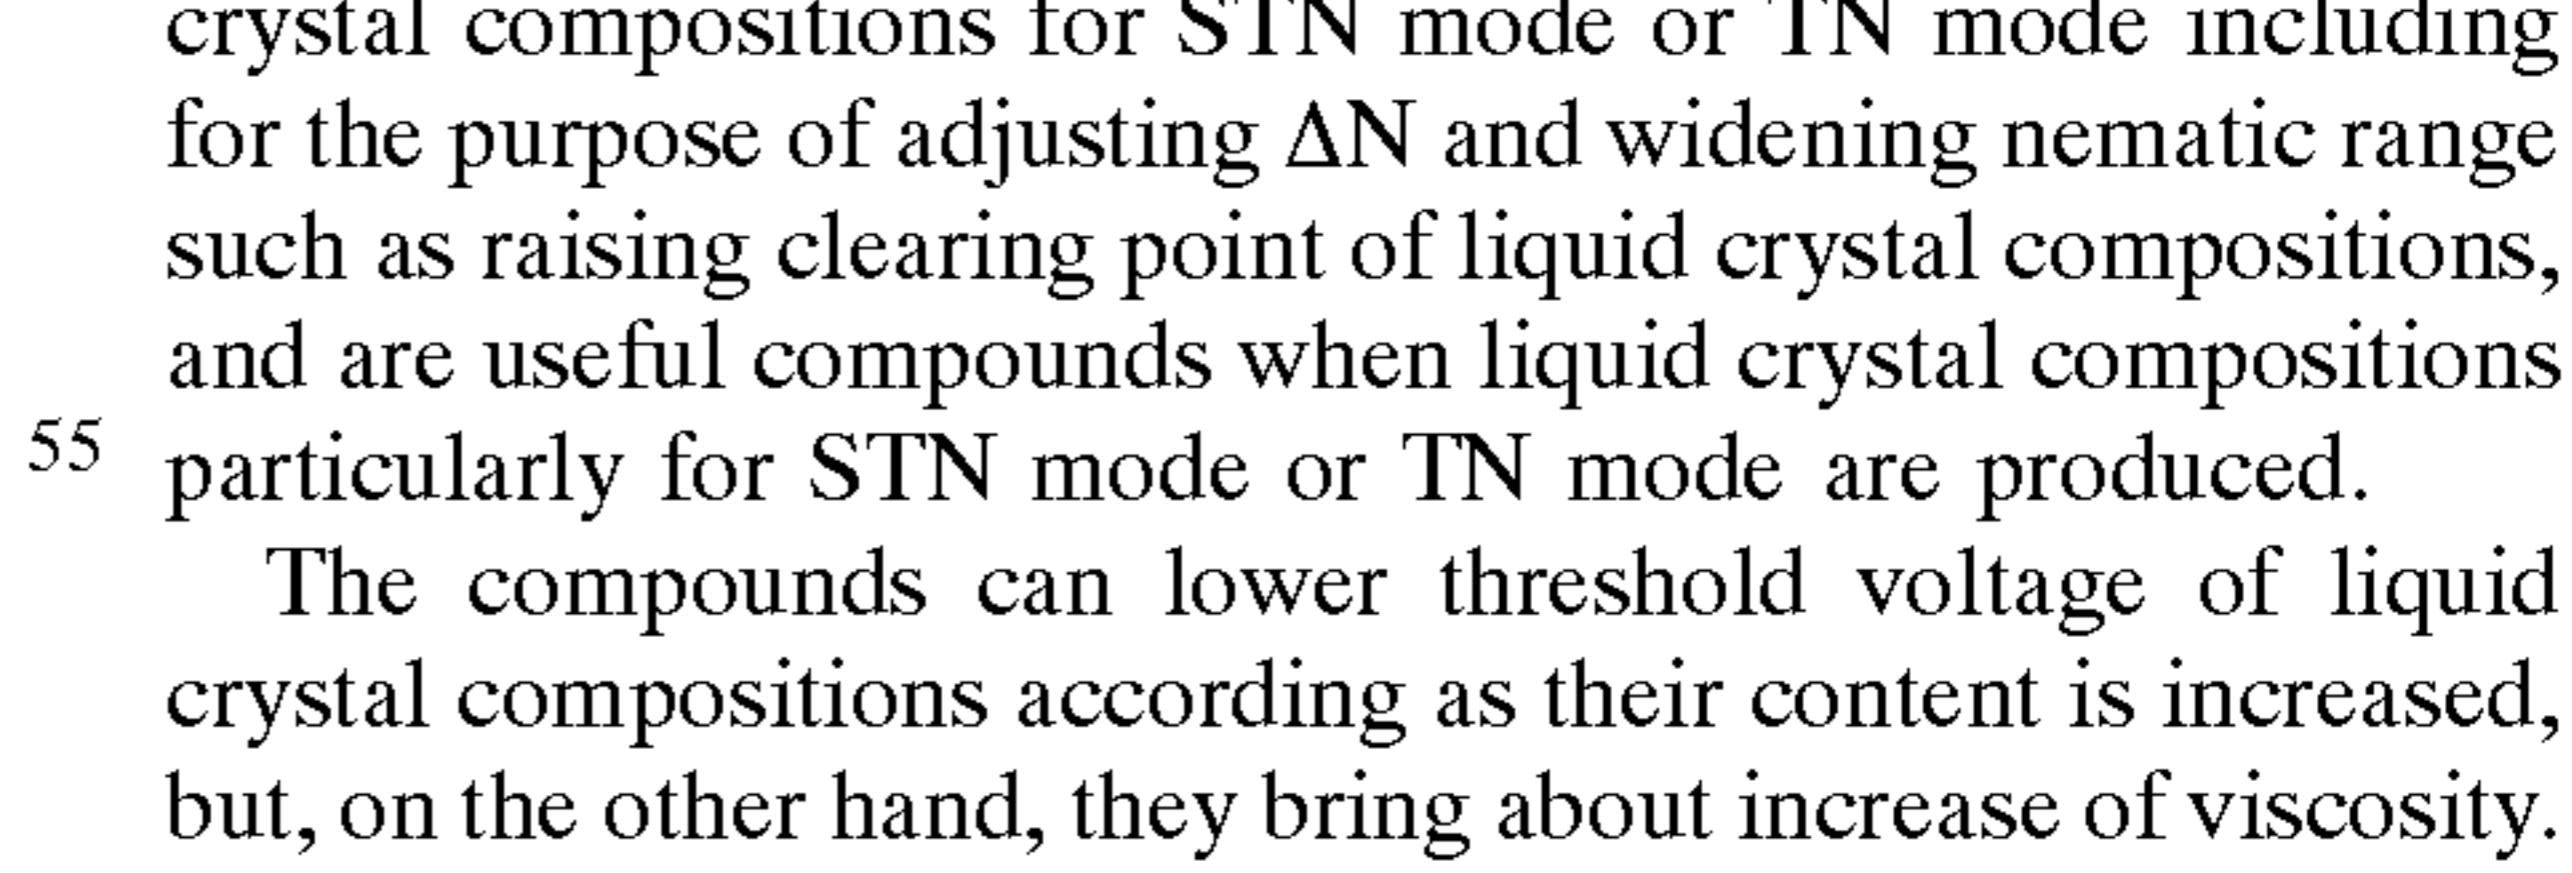 crystal compositions for STN mode or TN mode including
for the purpose of adjusting ΔN and widening nematic range
such as raising clearing point of liquid crystal compositions,
and are useful compounds when liquid crystal compositions
55 particularly for STN mode or TN mode are produced.
The compounds can lower threshold voltage of liquid
crystal compositions according as their content is increased,
but, on the other hand, they bring about increase of viscosity.